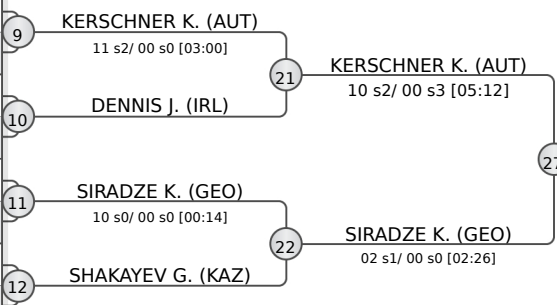 KERSCHNER K. (AUT)
9
11 s2/ 00 s0 [03:00]
21
KERSCHNER K. (AUT)
10 s2/ 00 s3 [05:12]
DENNIS J. (IRL)
10
27
SIRADZE K. (GEO)
11
10 s0/ 00 s0 [00:14]
22
SIRADZE K. (GEO)
02 s1/ 00 s0 [02:26]
SHAKAYEV G. (KAZ)
12